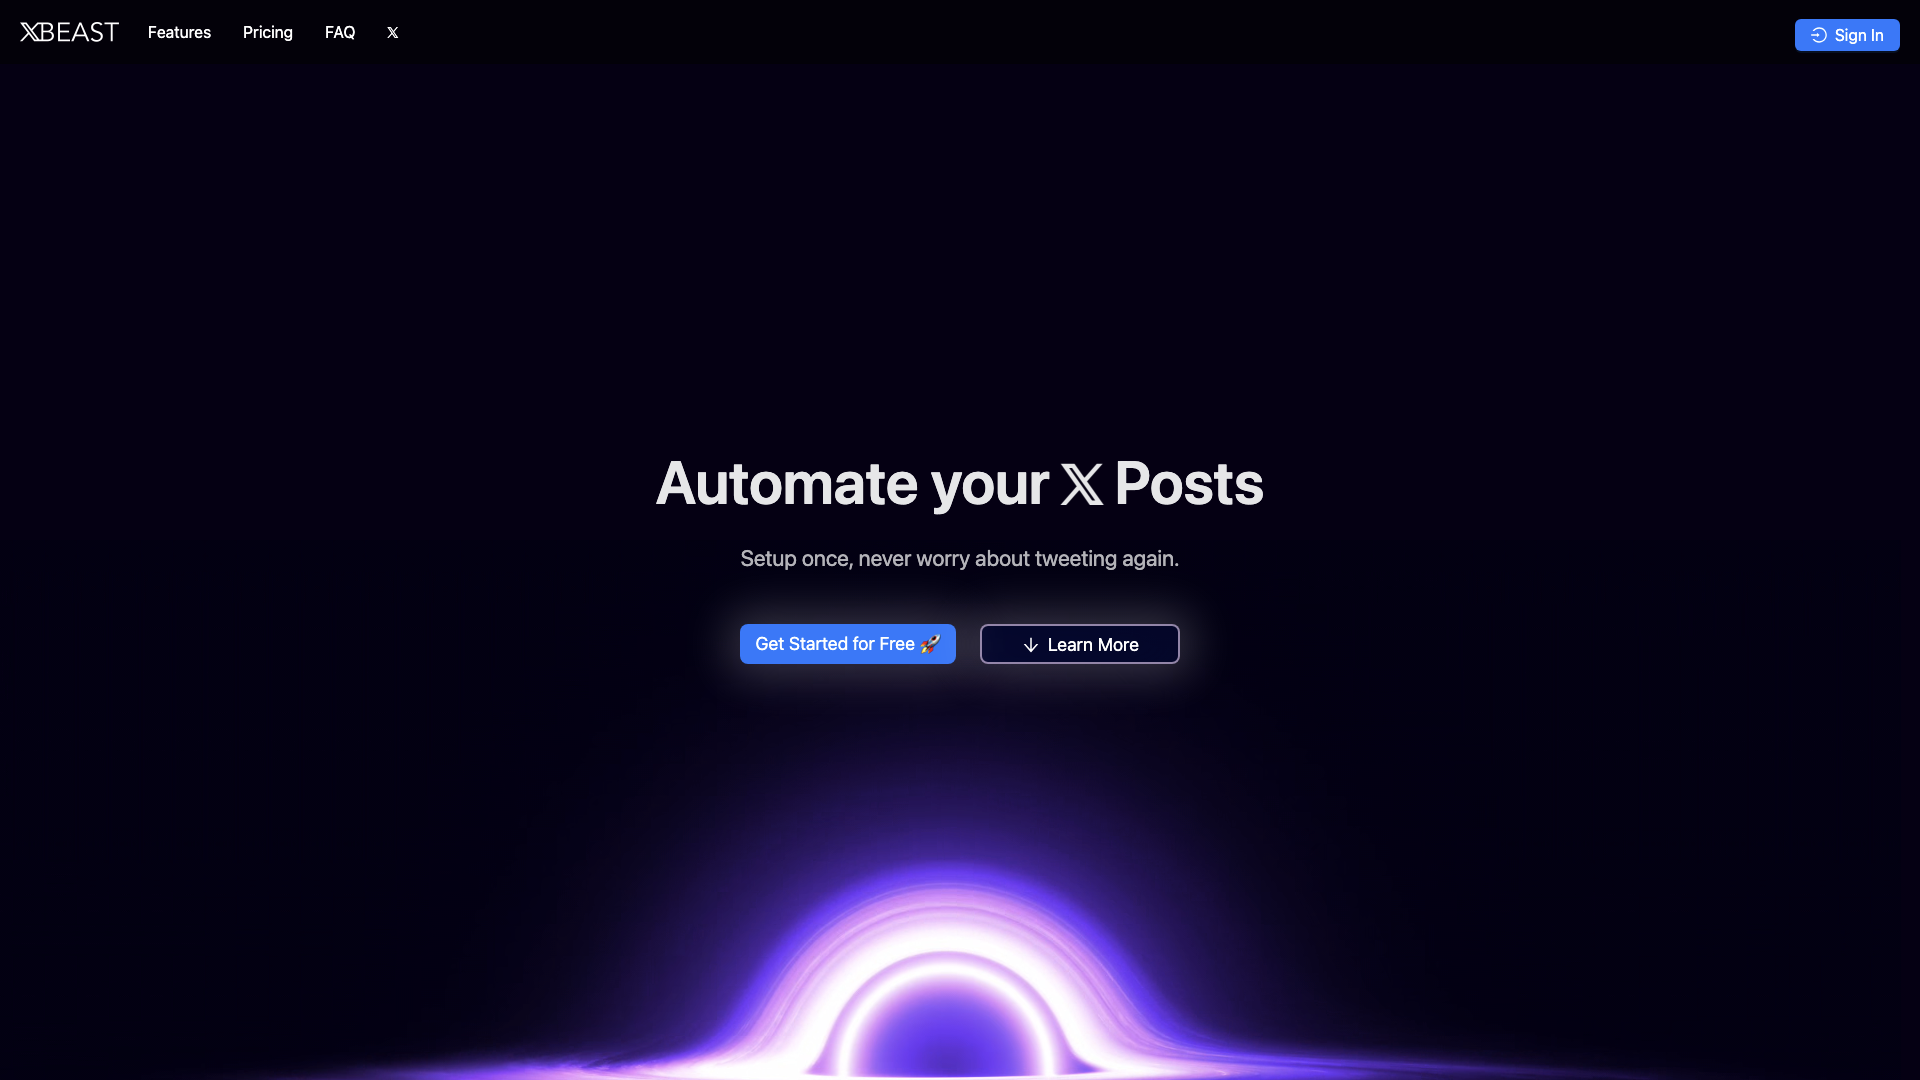 XBEAST Features Pricing FAQ 𝕏 Sign In
Automate your 𝕏 Posts
Setup once, never worry about tweeting again.
Get Started for Free 🚀 ↓ Learn More